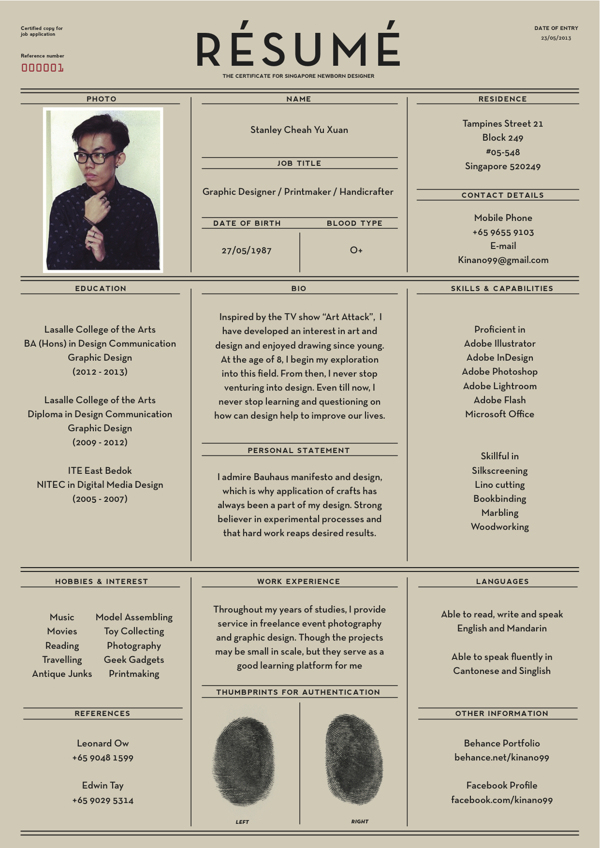 Certified copy for
job application
Reference number
000001
RÉSUMÉ
THE CERTIFICATE FOR SINGAPORE NEWBORN DESIGNER
DATE OF ENTRY
25/05/2013
PHOTO
NAME
Stanley Cheah Yu Xuan
JOB TITLE
Graphic Designer / Printmaker / Handicrafter
DATE OF BIRTH
27/05/1987
BLOOD TYPE
O+
RESIDENCE
Tampines Street 21
Block 249
#05-548
Singapore 520249
CONTACT DETAILS
Mobile Phone
+65 9655 9103
E-mail
Kinano99@gmail.com
EDUCATION
Lasalle College of the Arts
BA (Hons) in Design Communication
Graphic Design
(2012 - 2013)
Lasalle College of the Arts
Diploma in Design Communication
Graphic Design
(2009 - 2012)
ITE East Bedok
NITEC in Digital Media Design
(2005 - 2007)
BIO
Inspired by the TV show “Art Attack”, I
have developed an interest in art and
design and enjoyed drawing since young.
At the age of 8, I begin my exploration
into this field. From then, I never stop
venturing into design. Even till now, I
never stop learning and questioning on
how can design help to improve our lives.
PERSONAL STATEMENT
I admire Bauhaus manifesto and design,
which is why application of crafts has
always been a part of my design. Strong
believer in experimental processes and
that hard work reaps desired results.
SKILLS & CAPABILITIES
Proficient in
Adobe Illustrator
Adobe InDesign
Adobe Photoshop
Adobe Lightroom
Adobe Flash
Microsoft Office
Skillful in
Silkscreening
Lino cutting
Bookbinding
Marbling
Woodworking
HOBBIES & INTEREST
Music
Movies
Reading
Travelling
Antique Junks
Model Assembling
Toy Collecting
Photography
Geek Gadgets
Printmaking
REFERENCES
Leonard Ow
+65 9048 1599
Edwin Tay
+65 9029 5314
WORK EXPERIENCE
Throughout my years of studies, I provide
service in freelance event photography
and graphic design. Though the projects
may be small in scale, but they serve as a
good learning platform for me
THUMBPRINTS FOR AUTHENTICATION
LEFT
RIGHT
LANGUAGES
Able to read, write and speak
English and Mandarin
Able to speak fluently in
Cantonese and Singlish
OTHER INFORMATION
Behance Portfolio
behance.net/kinano99
Facebook Profile
facebook.com/kinano99